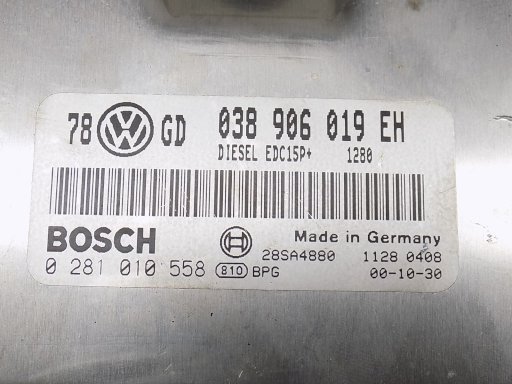 78 GD 038 906 019 EH
DIESEL EDC15P+ 1280
BOSCH Made in Germany
28SA4880 1128 0408
0 281 010 558 810 BPG 00-10-30